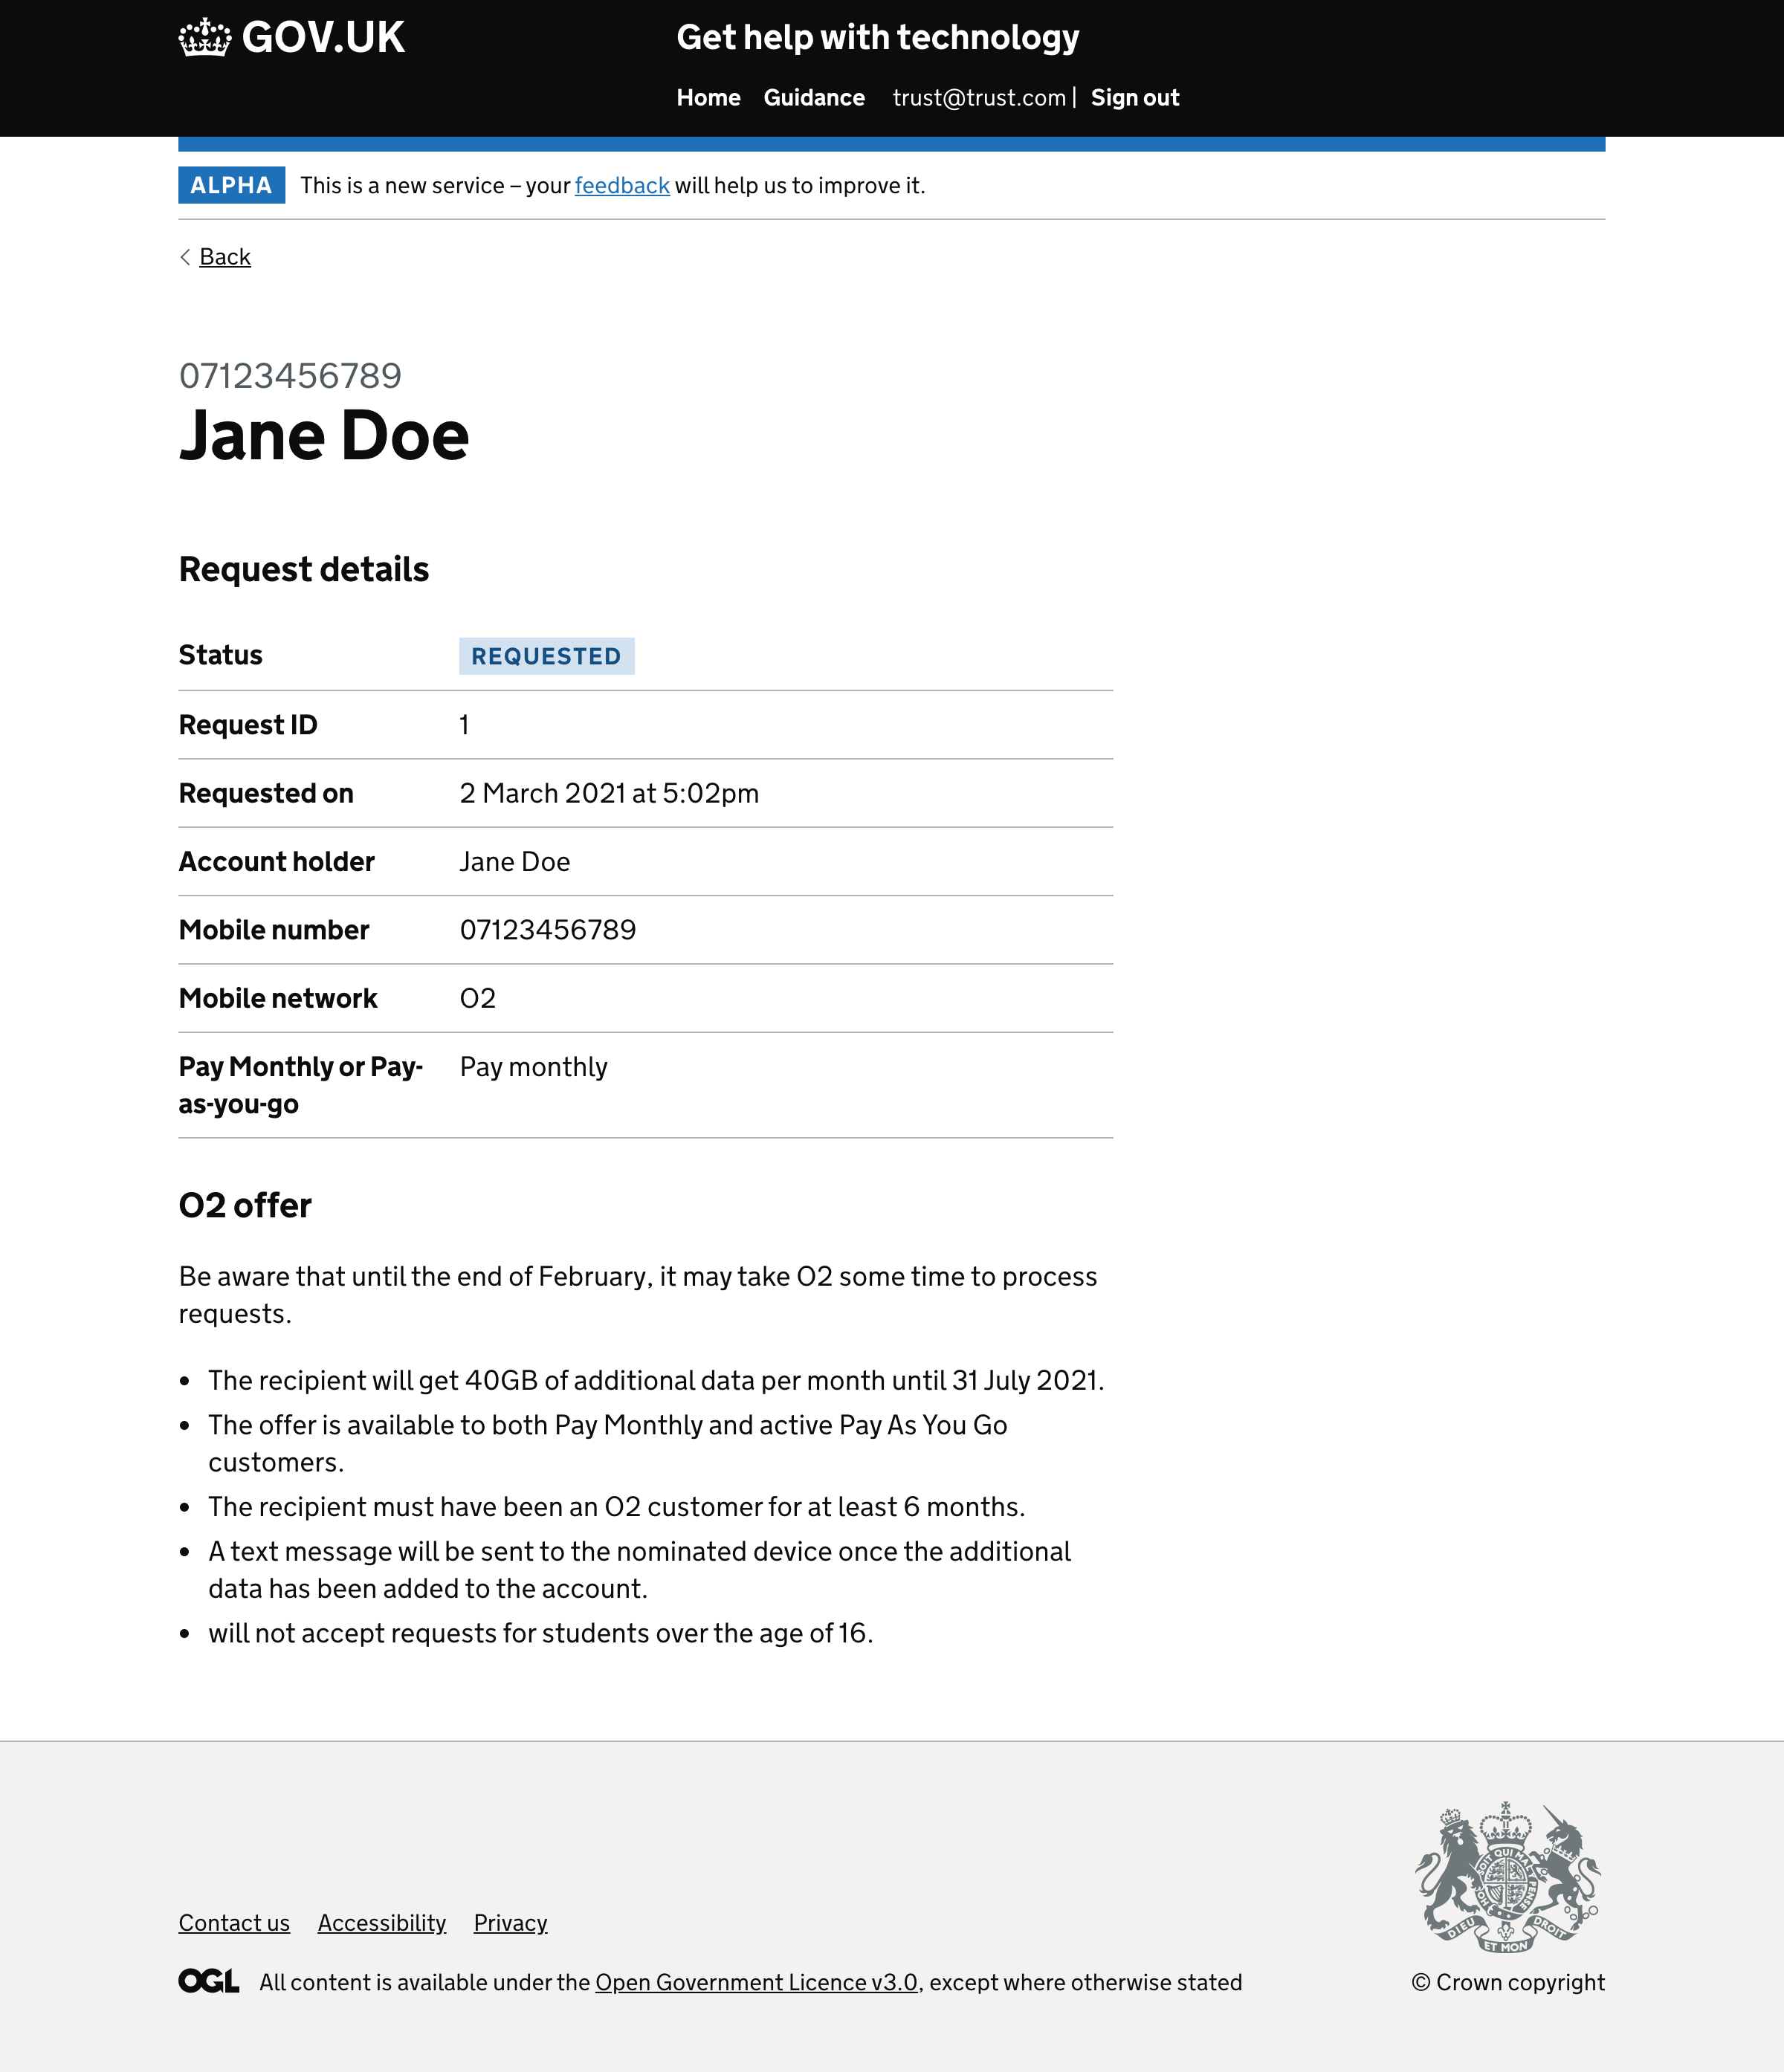 GOV.UK
Get help with technology
Home Guidance trust@trust.com | Sign out
ALPHA This is a new service – your feedback will help us to improve it.
Back
07123456789
Jane Doe
Request details
Status REQUESTED
Request ID 1
Requested on 2 March 2021 at 5:02pm
Account holder Jane Doe
Mobile number 07123456789
Mobile network O2
Pay Monthly or Pay- Pay monthly
as-you-go
O2 offer
Be aware that until the end of February, it may take O2 some time to process
requests.
• The recipient will get 40GB of additional data per month until 31 July 2021.
• The offer is available to both Pay Monthly and active Pay As You Go
customers.
• The recipient must have been an O2 customer for at least 6 months.
• A text message will be sent to the nominated device once the additional
data has been added to the account.
• will not accept requests for students over the age of 16.
DIEU ET MON DROIT
Contact us Accessibility Privacy
OGL All content is available under the Open Government Licence v3.0, except where otherwise stated
© Crown copyright